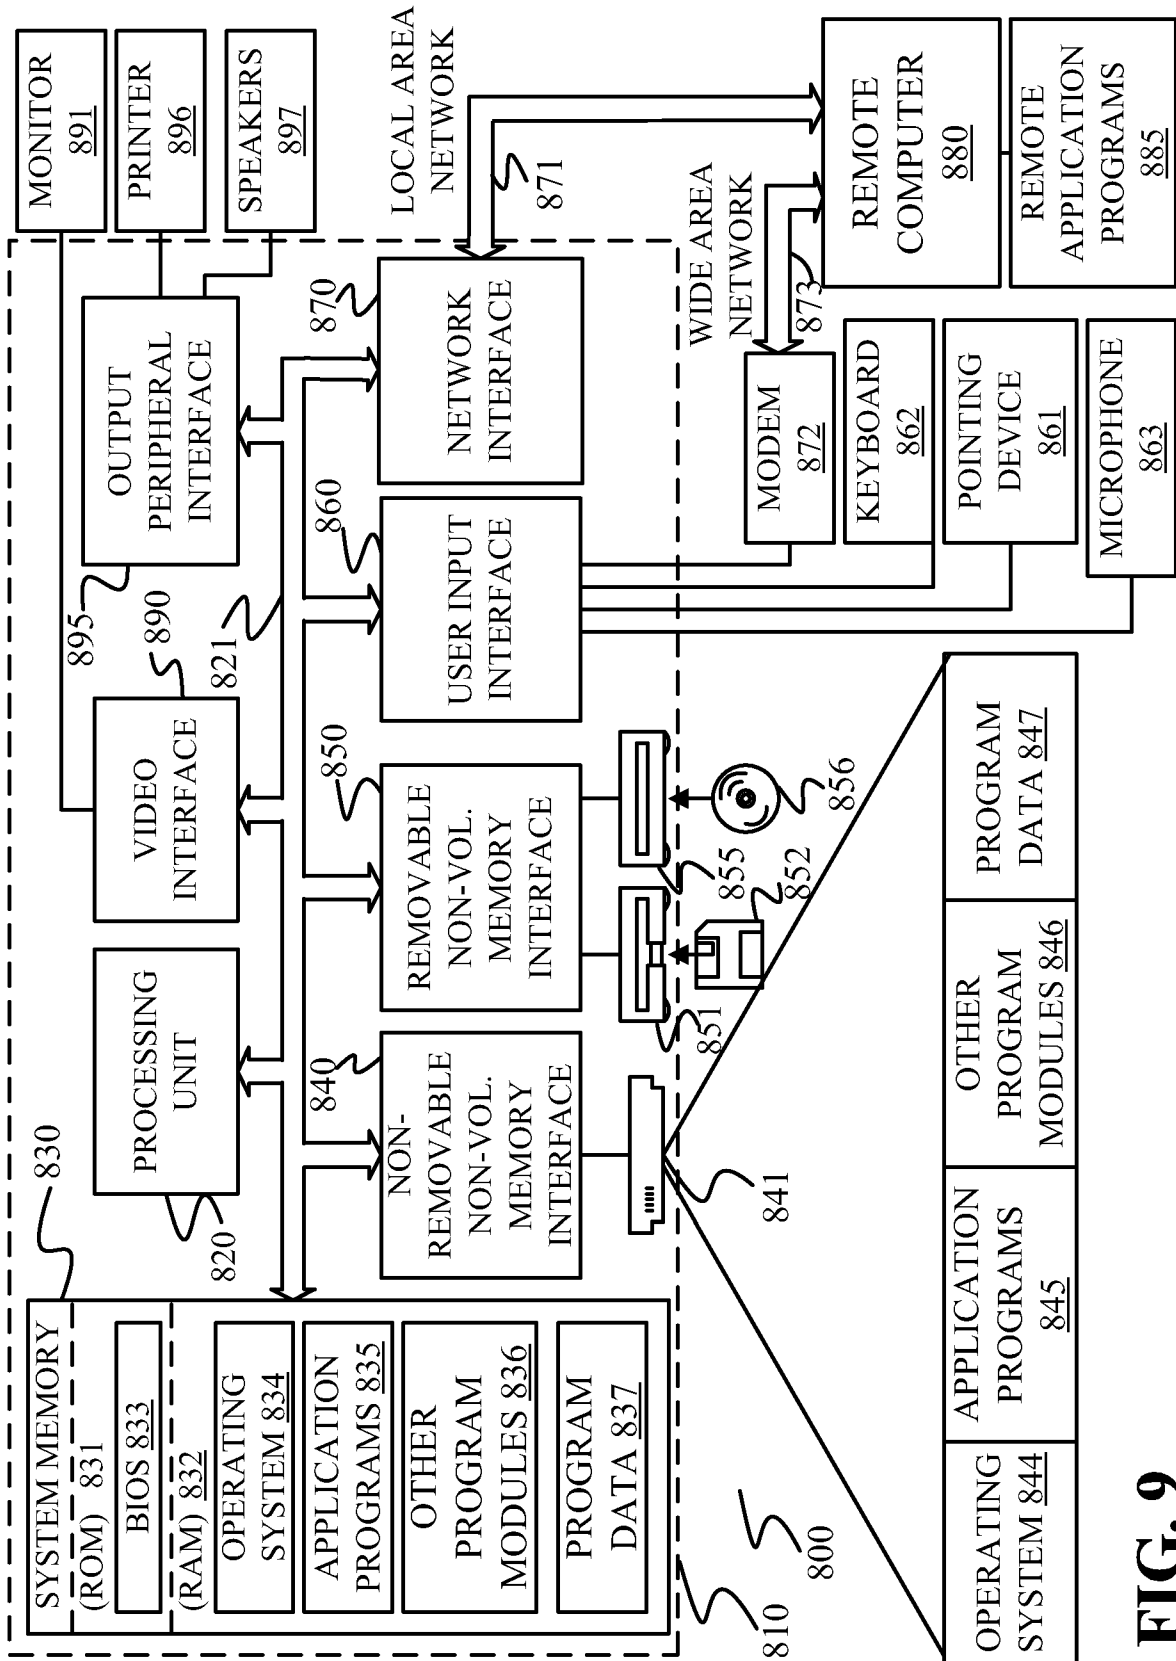 SYSTEM MEMORY
(ROM) 831
BIOS 833
(RAM) 832
OPERATING
SYSTEM 834
APPLICATION
PROGRAMS 835
OTHER
PROGRAM
MODULES 836
PROGRAM
DATA 837
830
820
PROCESSING
UNIT
VIDEO
INTERFACE
890
895
OUTPUT
PERIPHERAL
INTERFACE
821
MONITOR
891
PRINTER
896
SPEAKERS
897
840
NON-
REMOVABLE
NON-VOL.
MEMORY
INTERFACE
850
REMOVABLE
NON-VOL.
MEMORY
INTERFACE
860
USER INPUT
INTERFACE
870
NETWORK
INTERFACE
LOCAL AREA
NETWORK
871
WIDE AREA
NETWORK
873
MODEM
872
KEYBOARD
862
POINTING
DEVICE
861
MICROPHONE
863
REMOTE
COMPUTER
880
REMOTE
APPLICATION
PROGRAMS
885
841
851
852
855
856
810
800
OPERATING
SYSTEM 844
APPLICATION
PROGRAMS
845
OTHER
PROGRAM
MODULES 846
PROGRAM
DATA 847
FIG. 9